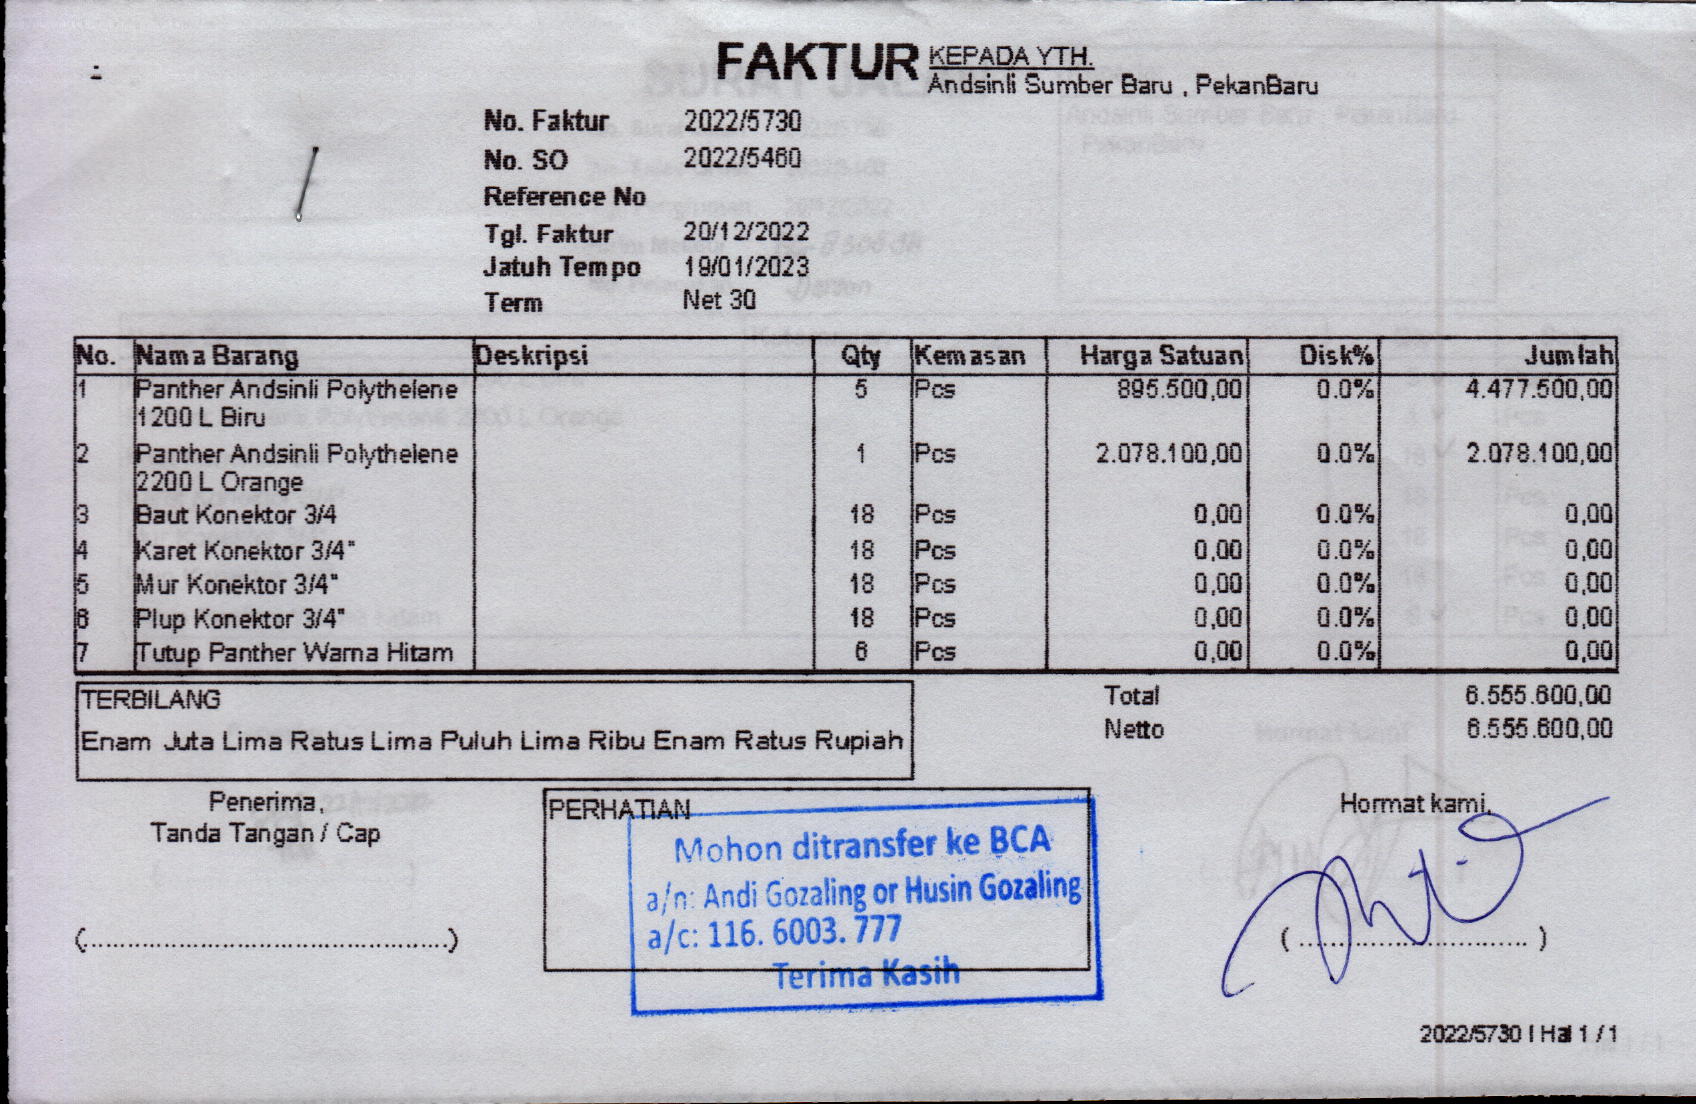 FAKTUR KEPADA YTH.
Andsinli Sumber Baru , PekanBaru
No. Faktur 2022/5730
No. SO 2022/5460
Reference No
Tgl. Faktur 20/12/2022
Jatuh Tempo 19/01/2023
Term Net 30
No. Nama Barang Deskripsi Qty Kemasan Harga Satuan Disk% Jumlah
1 Panther Andsinli Polythelene 5 Pcs 895.500,00 0.0% 4.477.500,00
1200 L Biru
2 Panther Andsinli Polythelene 1 Pcs 2.078.100,00 0.0% 2.078.100,00
2200 L Orange
3 Baut Konektor 3/4 18 Pcs 0,00 0.0% 0,00
4 Karet Konektor 3/4" 18 Pcs 0,00 0.0% 0,00
5 Mur Konektor 3/4" 18 Pcs 0,00 0.0% 0,00
6 Plup Konektor 3/4" 18 Pcs 0,00 0.0% 0,00
7 Tutup Panther Warna Hitam 6 Pcs 0,00 0.0% 0,00
TERBILANG
Enam Juta Lima Ratus Lima Puluh Lima Ribu Enam Ratus Rupiah
Total 6.555.600,00
Netto 6.555.600,00
Penerima,
Tanda Tangan / Cap
(..............................................)
PERHATIAN
Mohon ditransfer ke BCA
a/n: Andi Gozaling or Husin Gozaling
a/c: 116. 6003. 777
Terima Kasih
Hormat kami,
( ............................. )
2022/5730 | Hal 1 / 1